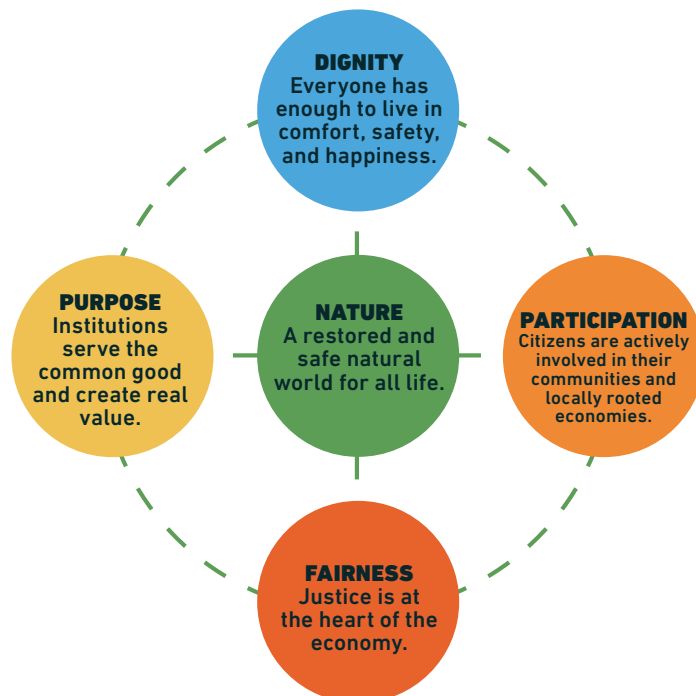 DIGNITY
Everyone has
enough to live in
comfort, safety,
and happiness.
PURPOSE
Institutions
serve the
common good
and create real
value.
NATURE
A restored and
safe natural
world for all life.
PARTICIPATION
Citizens are actively
involved in their
communities and
locally rooted
economies.
FAIRNESS
Justice is at
the heart of the
economy.